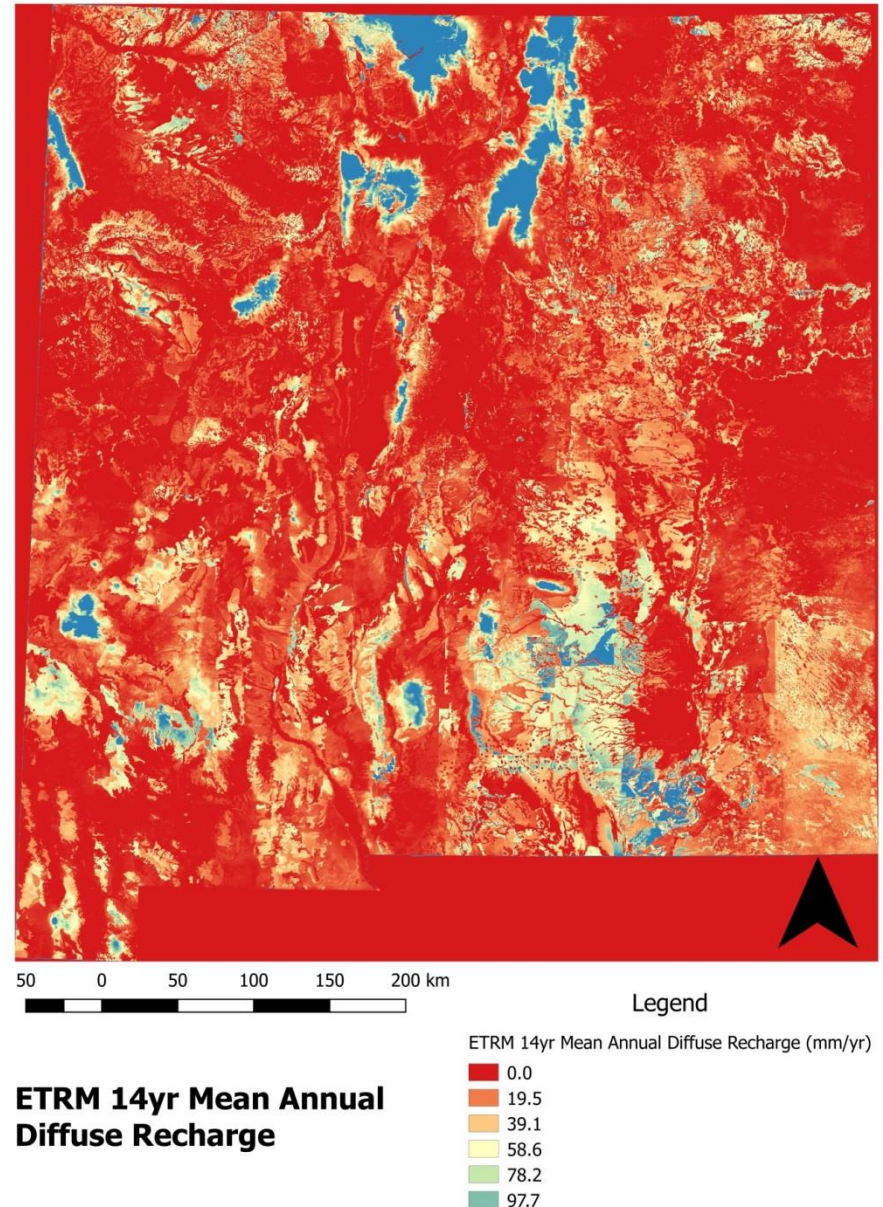 50 0 50 100 150 200 km
Legend
ETRM 14yr Mean Annual Diffuse Recharge (mm/yr)
0.0
19.5
39.1
58.6
78.2
97.7
ETRM 14yr Mean Annual
Diffuse Recharge